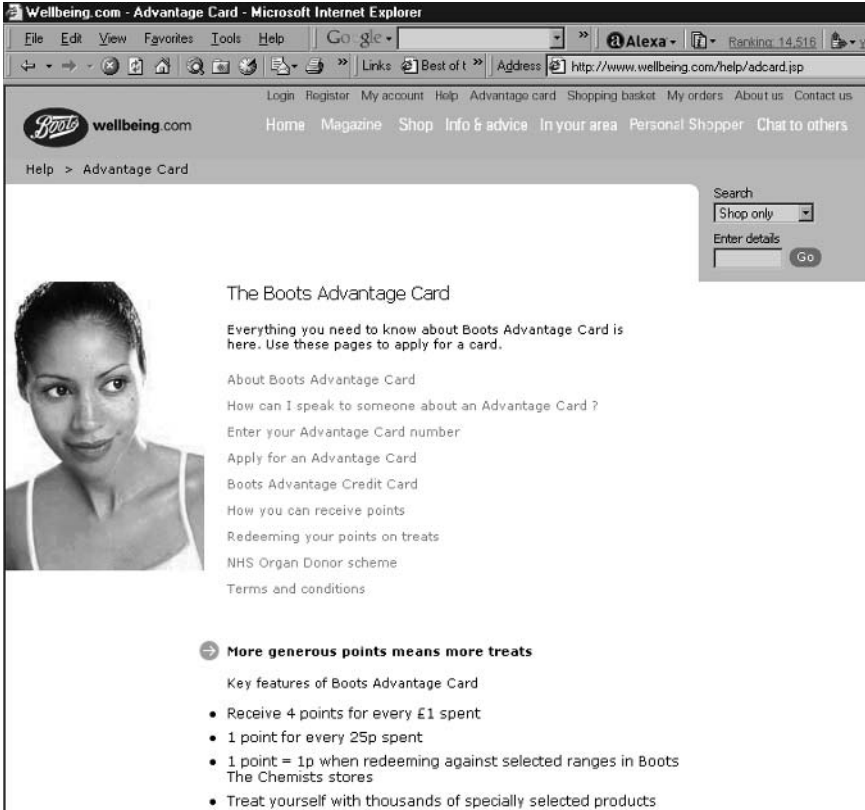 Wellbeing.com - Advantage Card - Microsoft Internet Explorer
File Edit View Favorites Tools Help Google » Alexa Ranking: 14,516
» Links Best of t » Address http://www.wellbeing.com/help/adcard.jsp
Login Register My account Help Advantage card Shopping basket My orders About us Contact us
Boots wellbeing.com Home Magazine Shop Info & advice In your area Personal Shopper Chat to others
Help > Advantage Card
Search
Shop only
Enter details
Go
The Boots Advantage Card
Everything you need to know about Boots Advantage Card is
here. Use these pages to apply for a card.
About Boots Advantage Card
How can I speak to someone about an Advantage Card ?
Enter your Advantage Card number
Apply for an Advantage Card
Boots Advantage Credit Card
How you can receive points
Redeeming your points on treats
NHS Organ Donor scheme
Terms and conditions
More generous points means more treats
Key features of Boots Advantage Card
• Receive 4 points for every £1 spent
• 1 point for every 25p spent
• 1 point = 1p when redeeming against selected ranges in Boots
The Chemists stores
• Treat yourself with thousands of specially selected products